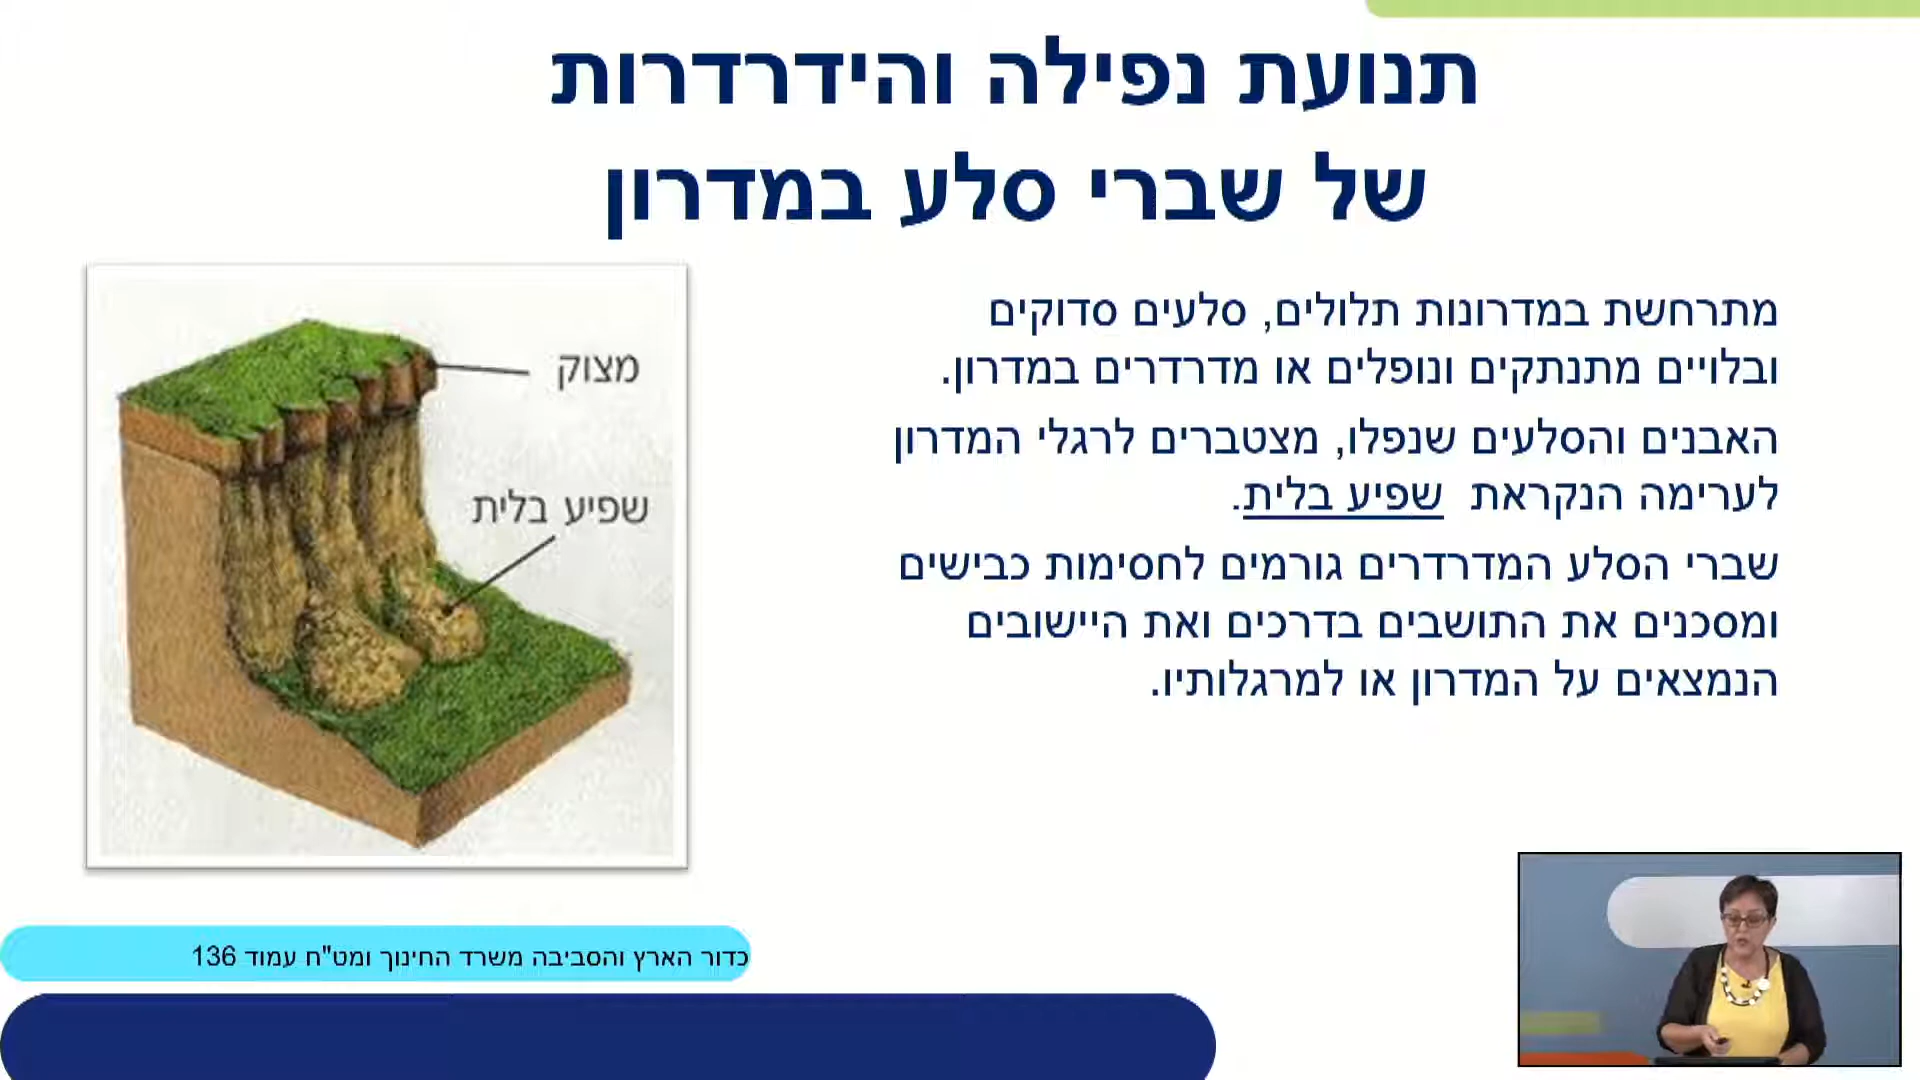 תנועת נפילה והידרדרות
של שברי סלע במדרון
מתרחשת במדרונות תלולים, סלעים סדוקים
ובלויים מתנתקים ונופלים או מדרדרים במדרון.
האבנים והסלעים שנפלו, מצטברים לרגלי המדרון
לערימה הנקראת שפיע בלית.
שברי הסלע המדרדרים גורמים לחסימות כבישים
ומסכנים את התושבים בדרכים ואת היישובים
הנמצאים על המדרון או למרגלותיו.
מצוק
שפיע בלית
כדור הארץ והסביבה משרד החינוך ומט"ח עמוד 136